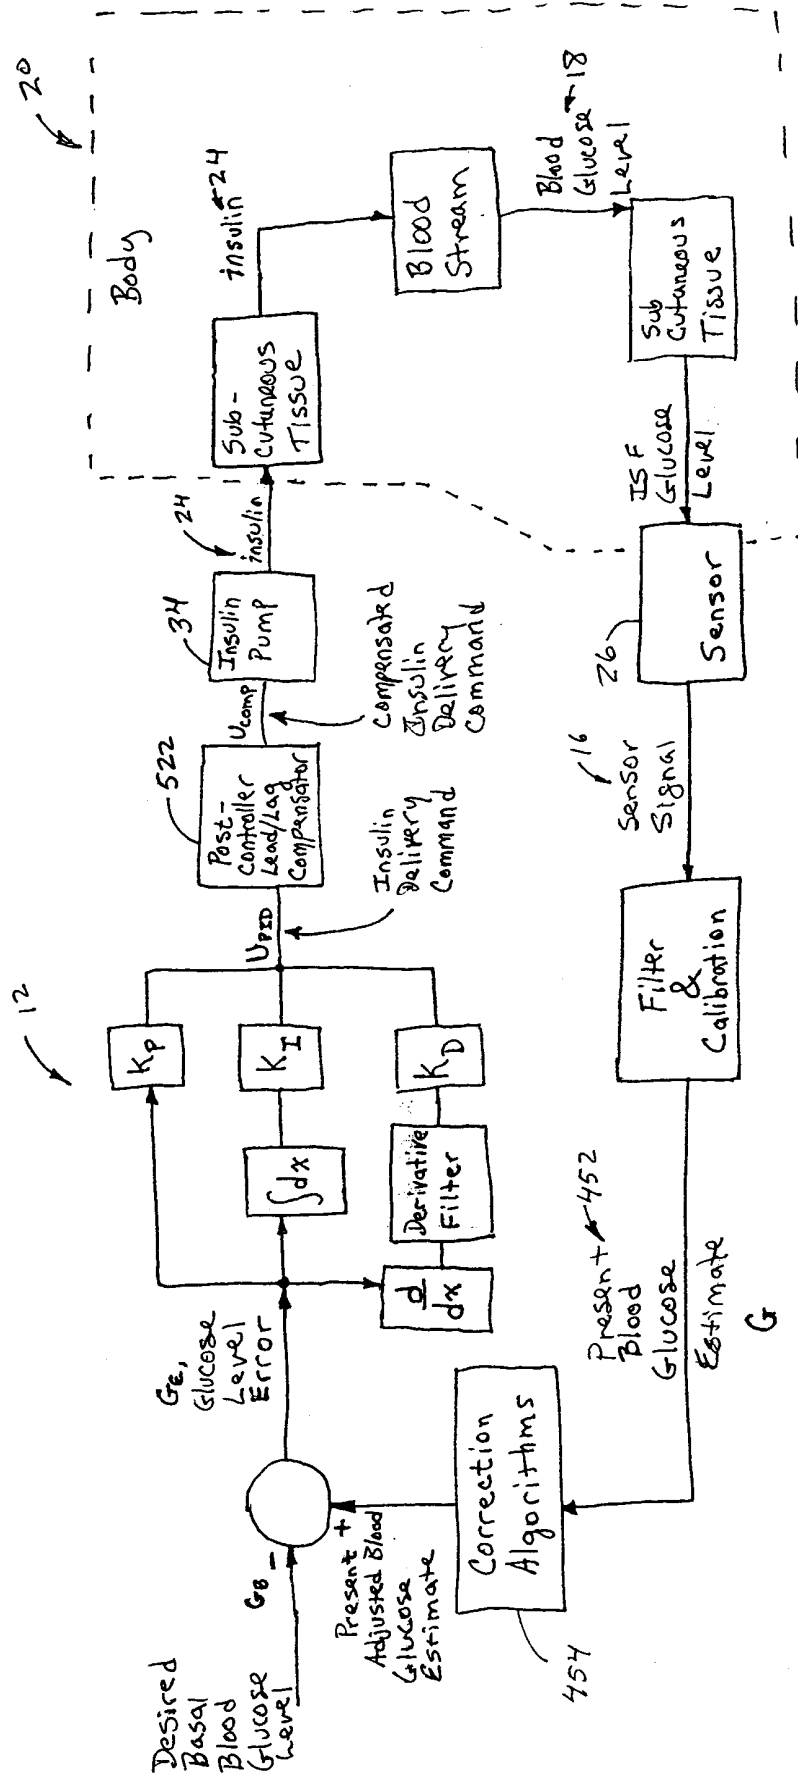 20
Body
insulin 24
Blood
Stream
Blood
Glucose 18
Level
Sub-
cutaneous
Tissue
Sub
Cutaneous
Tissue
ISF
Glucose
Level
24
insulin
34
Insulin
Pump
Ucomp
Compensated
Insulin
Delivery
Command
26
Sensor
522
Post-
Controller
Lead/Lag
Compensator
UPID
Insulin
Delivery
Command
16
Sensor
Signal
12
KP
KI
KD
∫dx
Derivative
Filter
d
dx
Filter
&
Calibration
Present 452
Blood
Glucose
Estimate
G
GE,
Glucose
Level
Error
Desired
Basal
Blood
Glucose
Level
GB
−
+
Present
Adjusted Blood
Glucose
Estimate
Correction
Algorithms
454